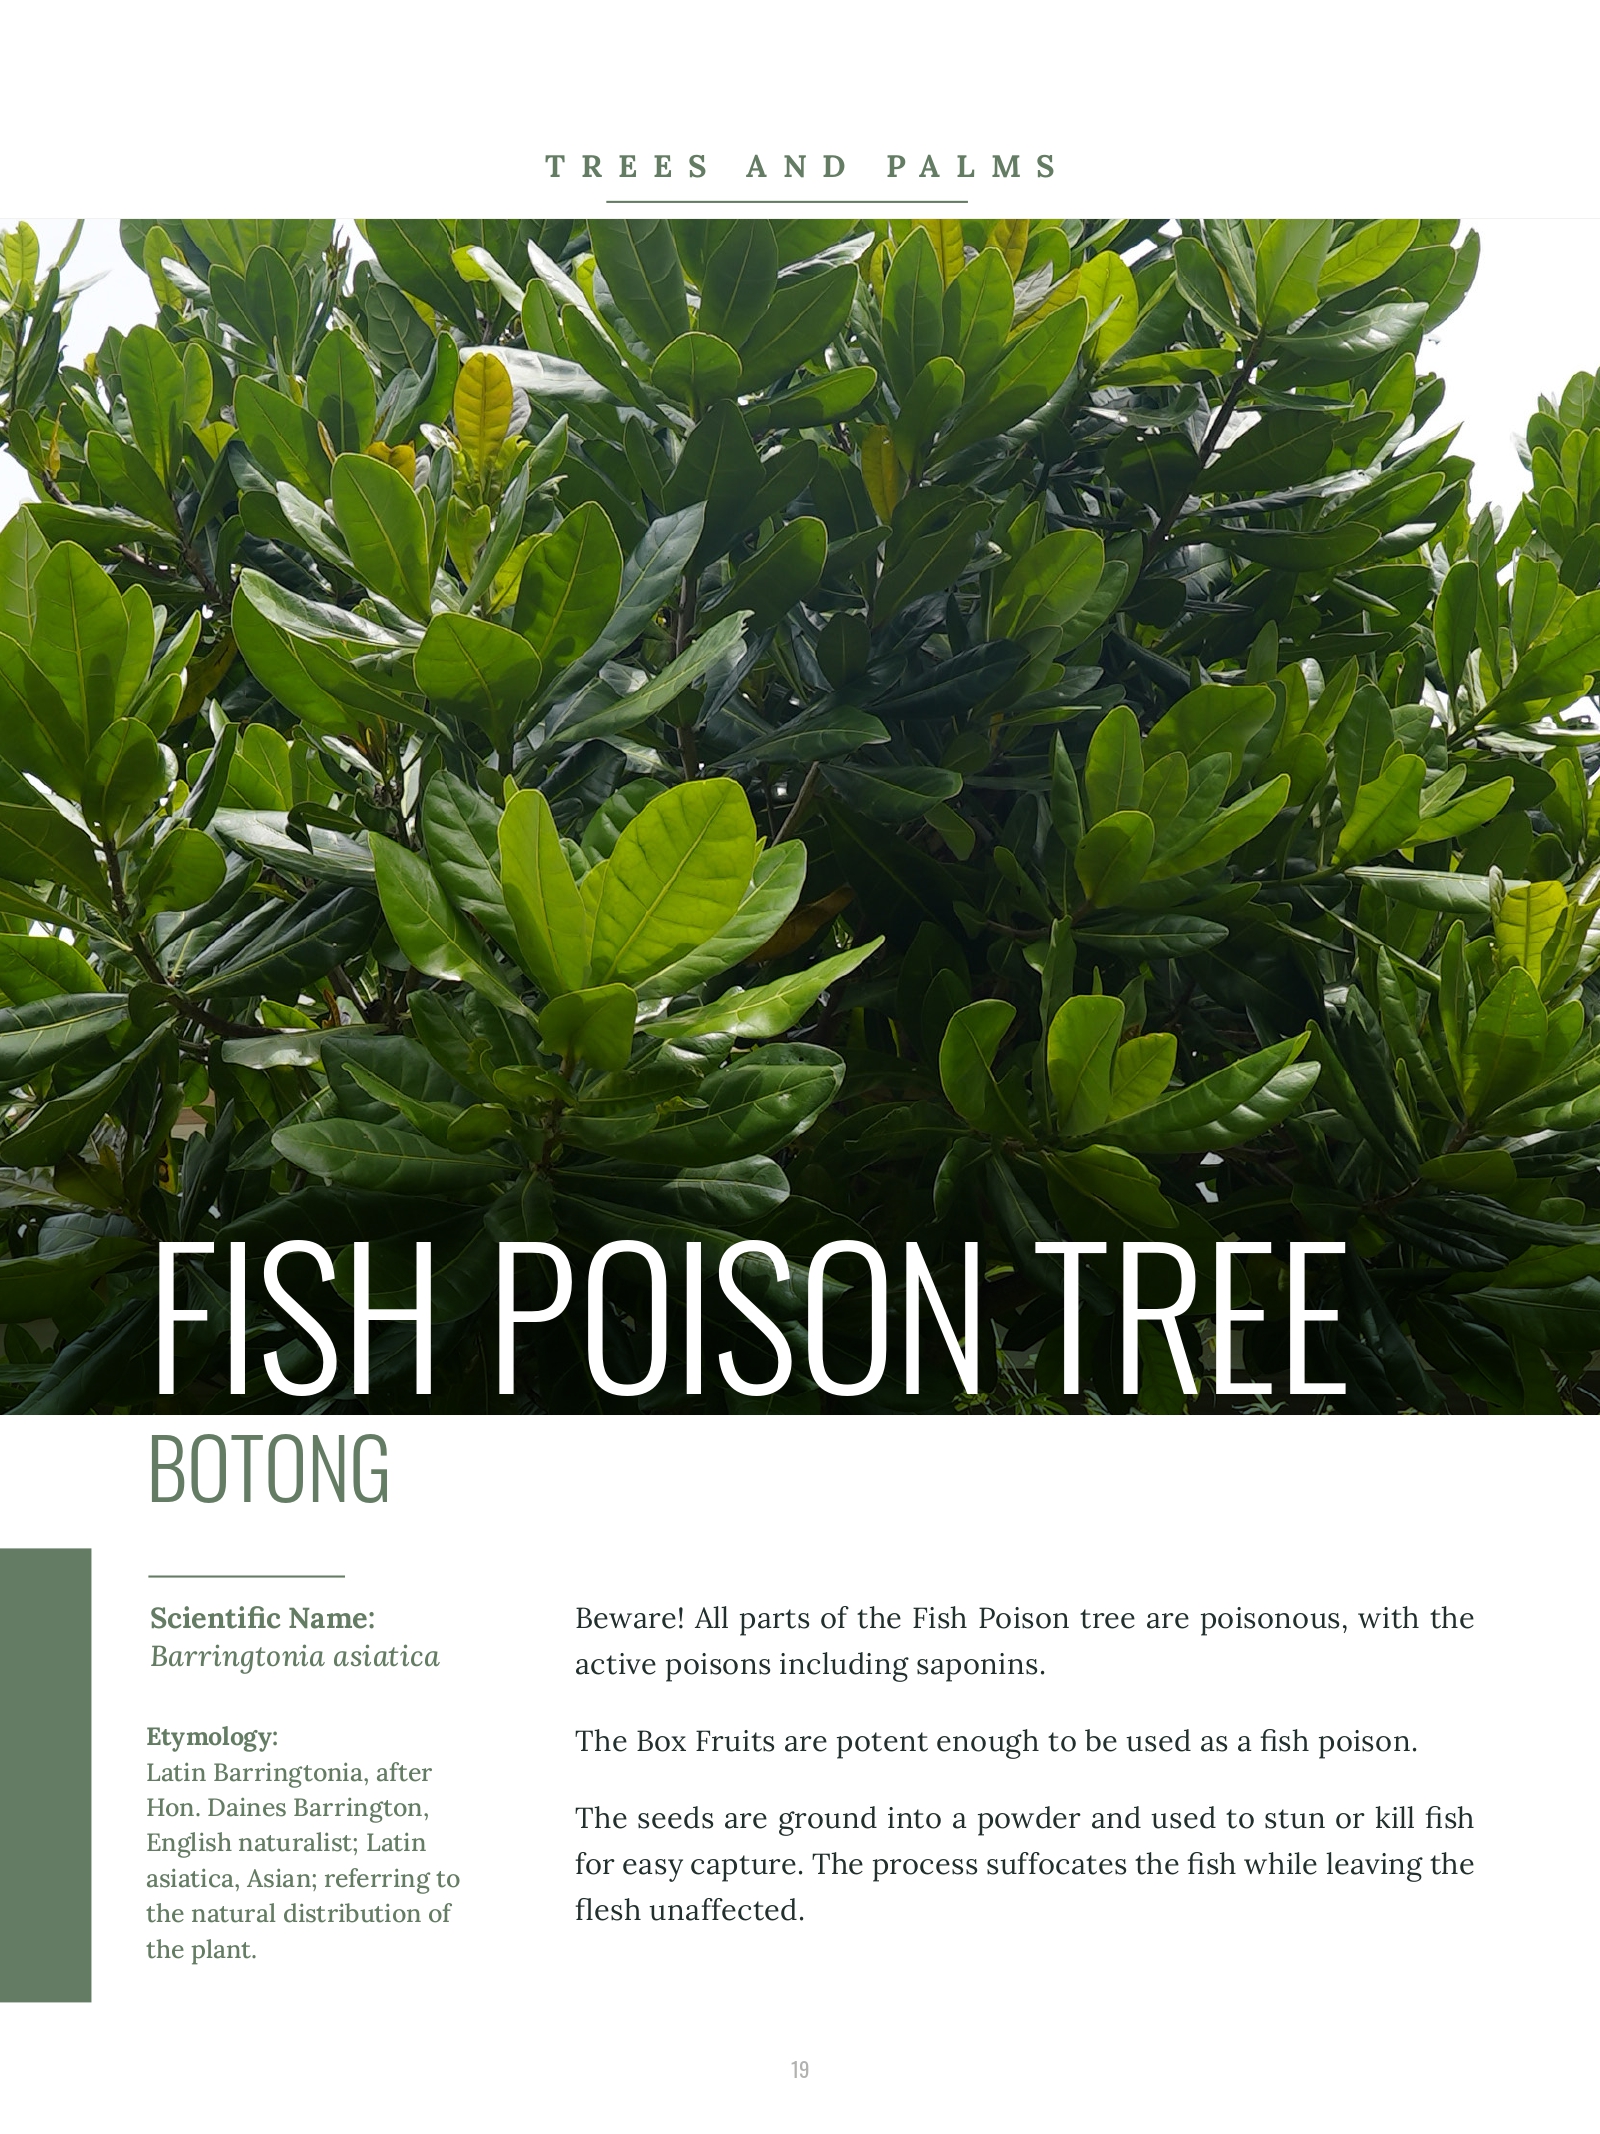 TREES AND PALMS
FISH POISON TREE
BOTONG
Scientific Name:
Barringtonia asiatica
Etymology:
Latin Barringtonia, after
Hon. Daines Barrington,
English naturalist; Latin
asiatica, Asian; referring to
the natural distribution of
the plant.
Beware! All parts of the Fish Poison tree are poisonous, with the
active poisons including saponins.
The Box Fruits are potent enough to be used as a fish poison.
The seeds are ground into a powder and used to stun or kill fish
for easy capture. The process suffocates the fish while leaving the
flesh unaffected.
19